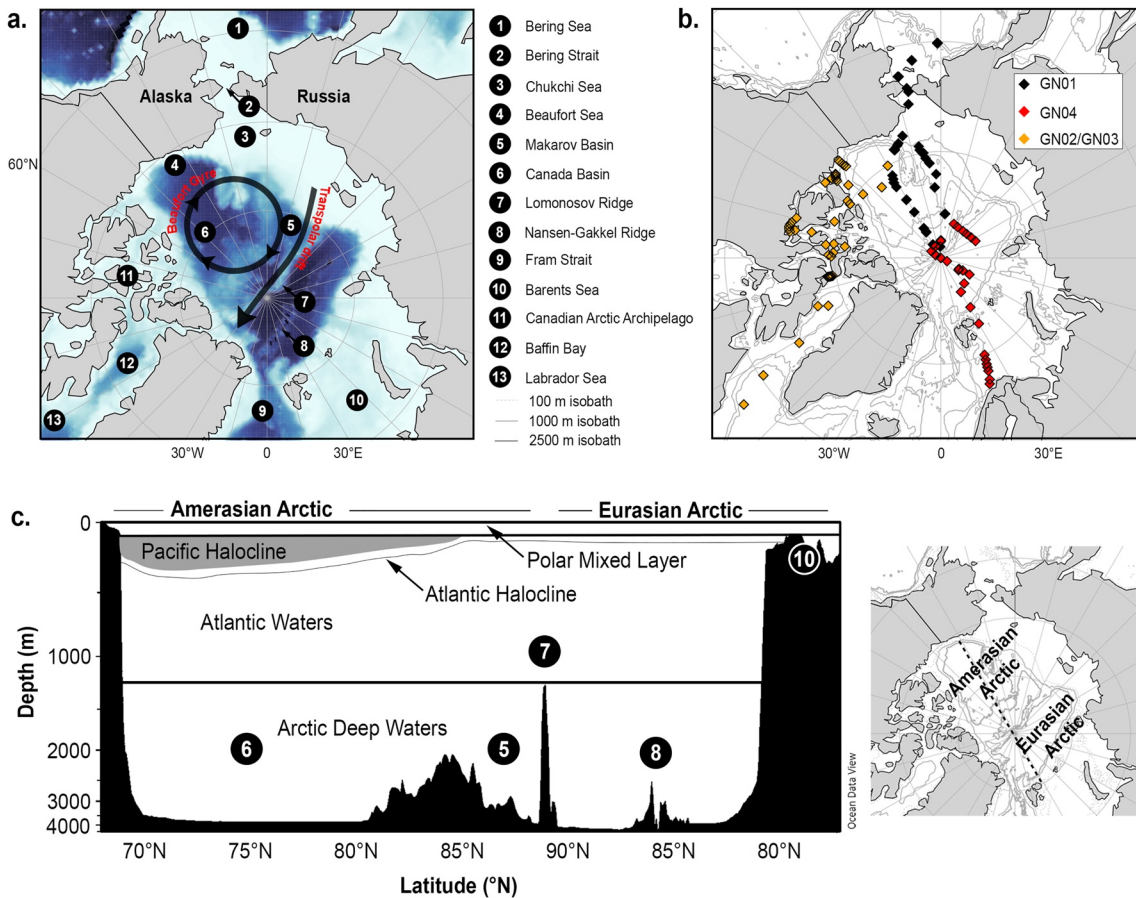 a.
Alaska
Russia
60°N
Beaufort Gyre
Transpolar drift
1
2
3
4
5
6
7
8
9
10
11
12
13
30°W
0
30°E
1 Bering Sea
2 Bering Strait
3 Chukchi Sea
4 Beaufort Sea
5 Makarov Basin
6 Canada Basin
7 Lomonosov Ridge
8 Nansen-Gakkel Ridge
9 Fram Strait
10 Barents Sea
11 Canadian Arctic Archipelago
12 Baffin Bay
13 Labrador Sea
100 m isobath
1000 m isobath
2500 m isobath
b.
GN01
GN04
GN02/GN03
30°W
0
30°E
c.
Amerasian Arctic
Eurasian Arctic
Pacific Halocline
Polar Mixed Layer
Atlantic Halocline
Atlantic Waters
Arctic Deep Waters
6
5
7
8
10
Depth (m)
0
1000
2000
3000
4000
70°N
75°N
80°N
85°N
90°N
85°N
80°N
Latitude (°N)
Ocean Data View
Amerasian
Arctic
Eurasian
Arctic